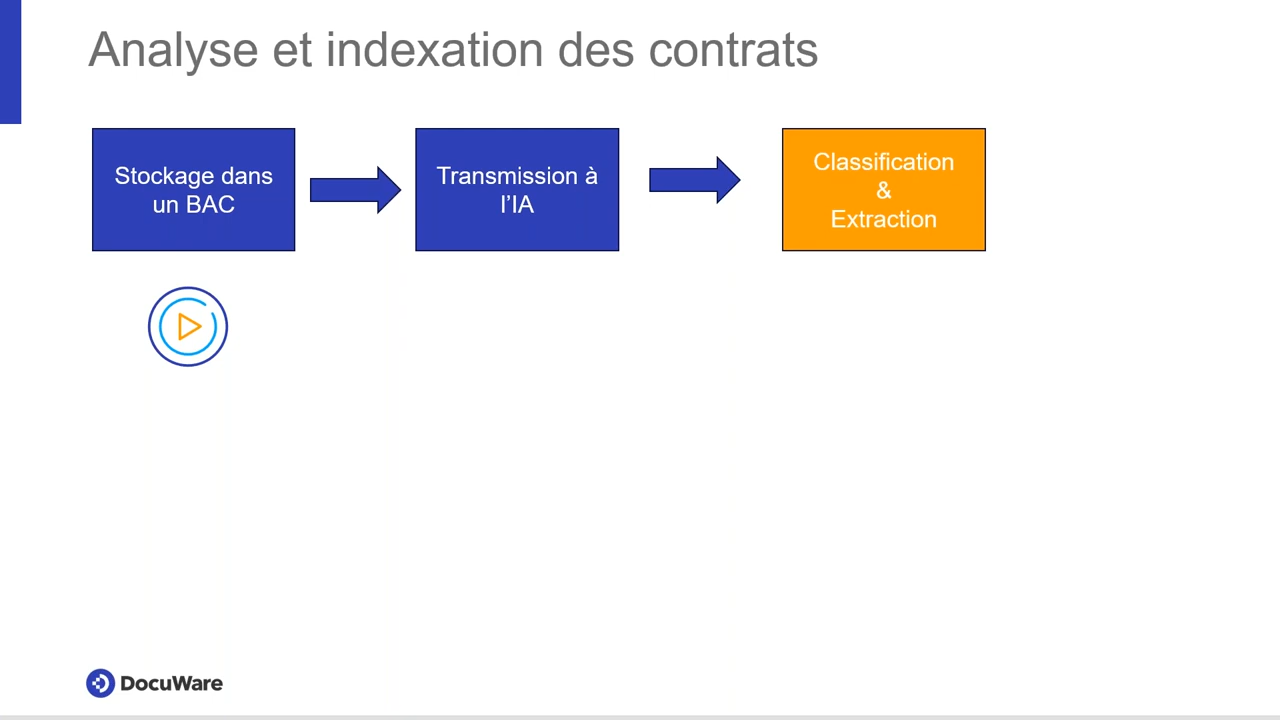 Analyse et indexation des contrats
Stockage dans
un BAC
Transmission à
l’IA
Classification
&
Extraction
DocuWare